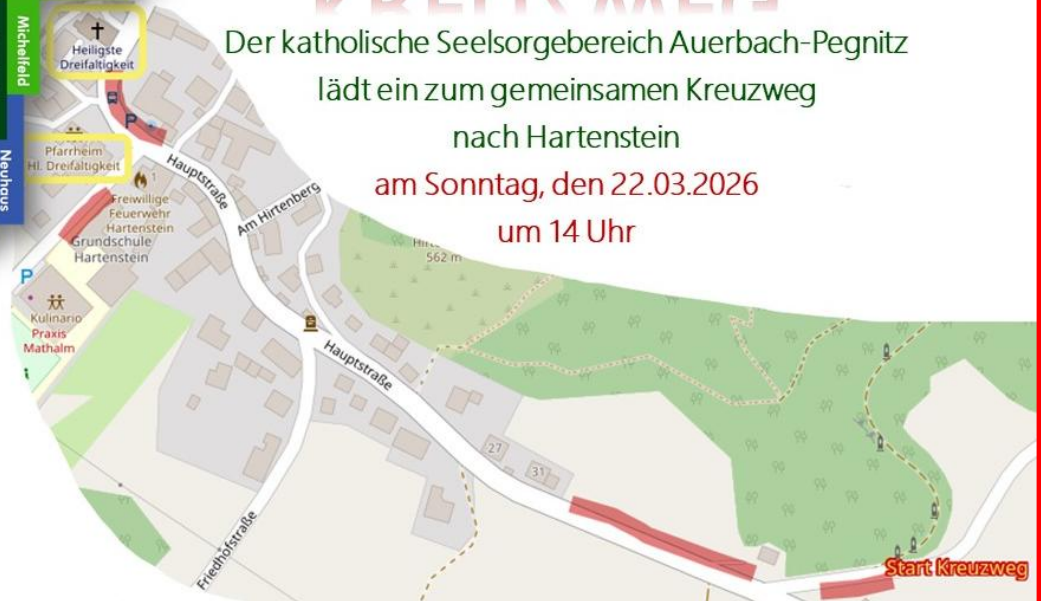 KREUZWEG
Der katholische Seelsorgebereich Auerbach-Pegnitz
lädt ein zum gemeinsamen Kreuzweg
nach Hartenstein
am Sonntag, den 22.03.2026
um 14 Uhr
Michelfeld
Neuhaus
Heiligste
Dreifaltigkeit
P
Pfarrheim
Hl. Dreifaltigkeit
Hauptstraße
1
Freiwillige
Feuerwehr
Hartenstein
Am Hirtenberg
Grundschule
Hartenstein
562 m
P
Kulinario
Praxis
Mathalm
Hauptstraße
27
31
Friedhofstraße
Start Kreuzweg